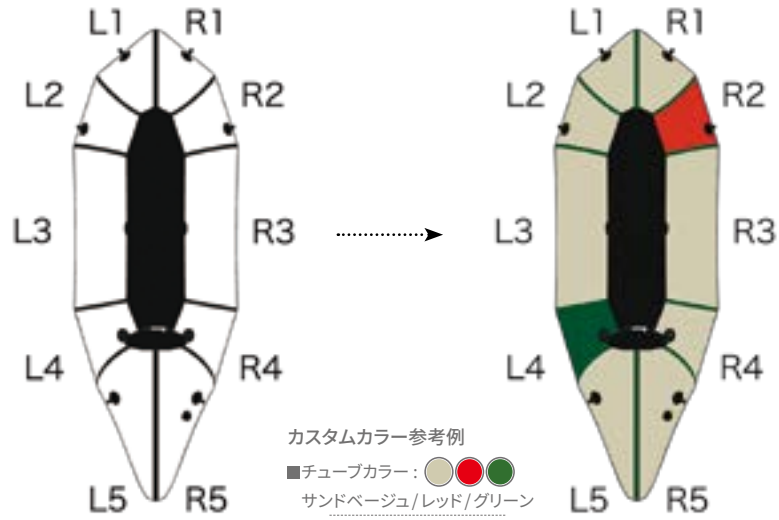 L1 R1
L2 R2
L3 R3
L4 R4
L5 R5
L1 R1
L2 R2
L3 R3
L4 R4
L5 R5
カスタムカラー参考例
■チューブカラー:
サンドベージュ/レッド/グリーン